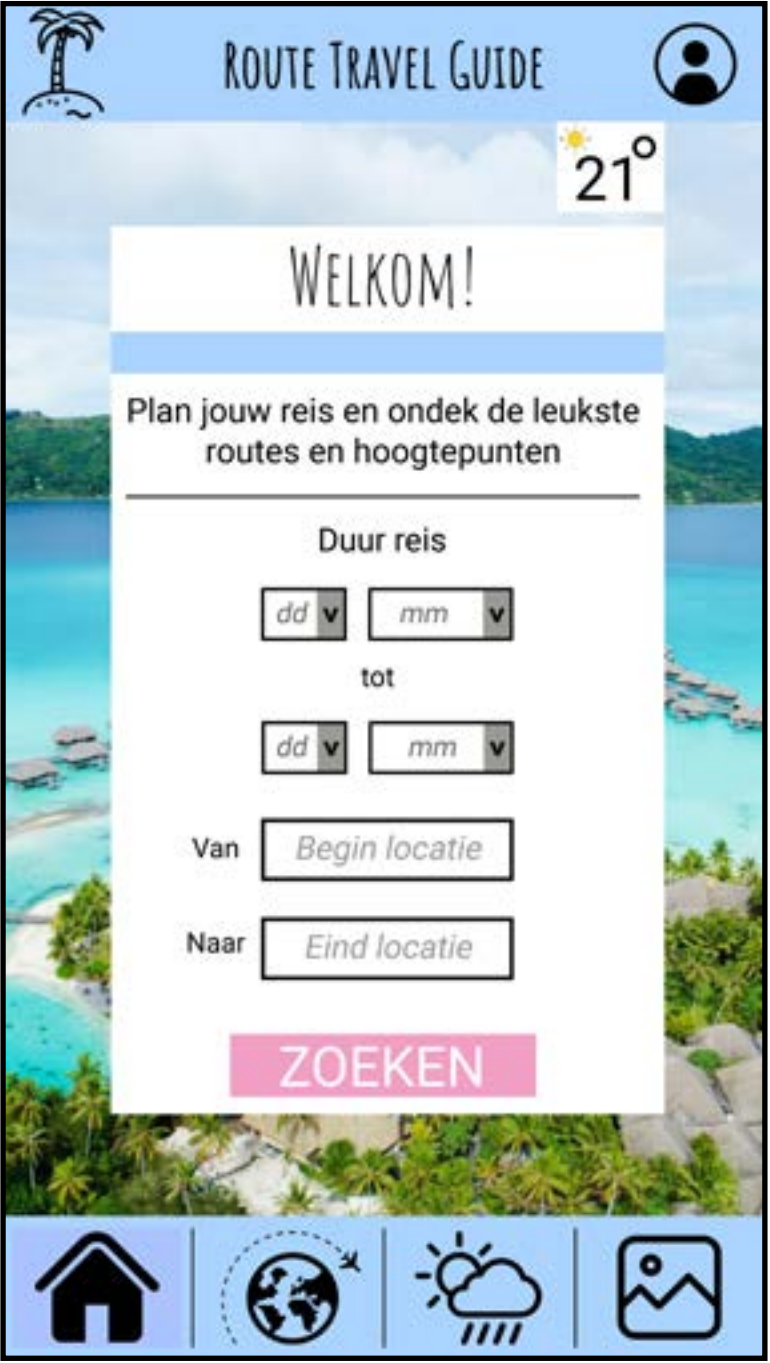 ROUTE TRAVEL GUIDE
21°
WELKOM!
Plan jouw reis en ondek de leukste
routes en hoogtepunten
Duur reis
dd v mm v
tot
dd v mm v
Van Begin locatie
Naar Eind locatie
ZOEKEN